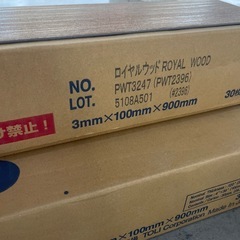 ロイヤルウッド ROYAL WOOD
NO. PWT3247 (PWT2396)
(#2396)
LOT. 5108A501
3mm×100mm×900mm
け禁止！
×100mm×900mm
TOLI Corporation Made in